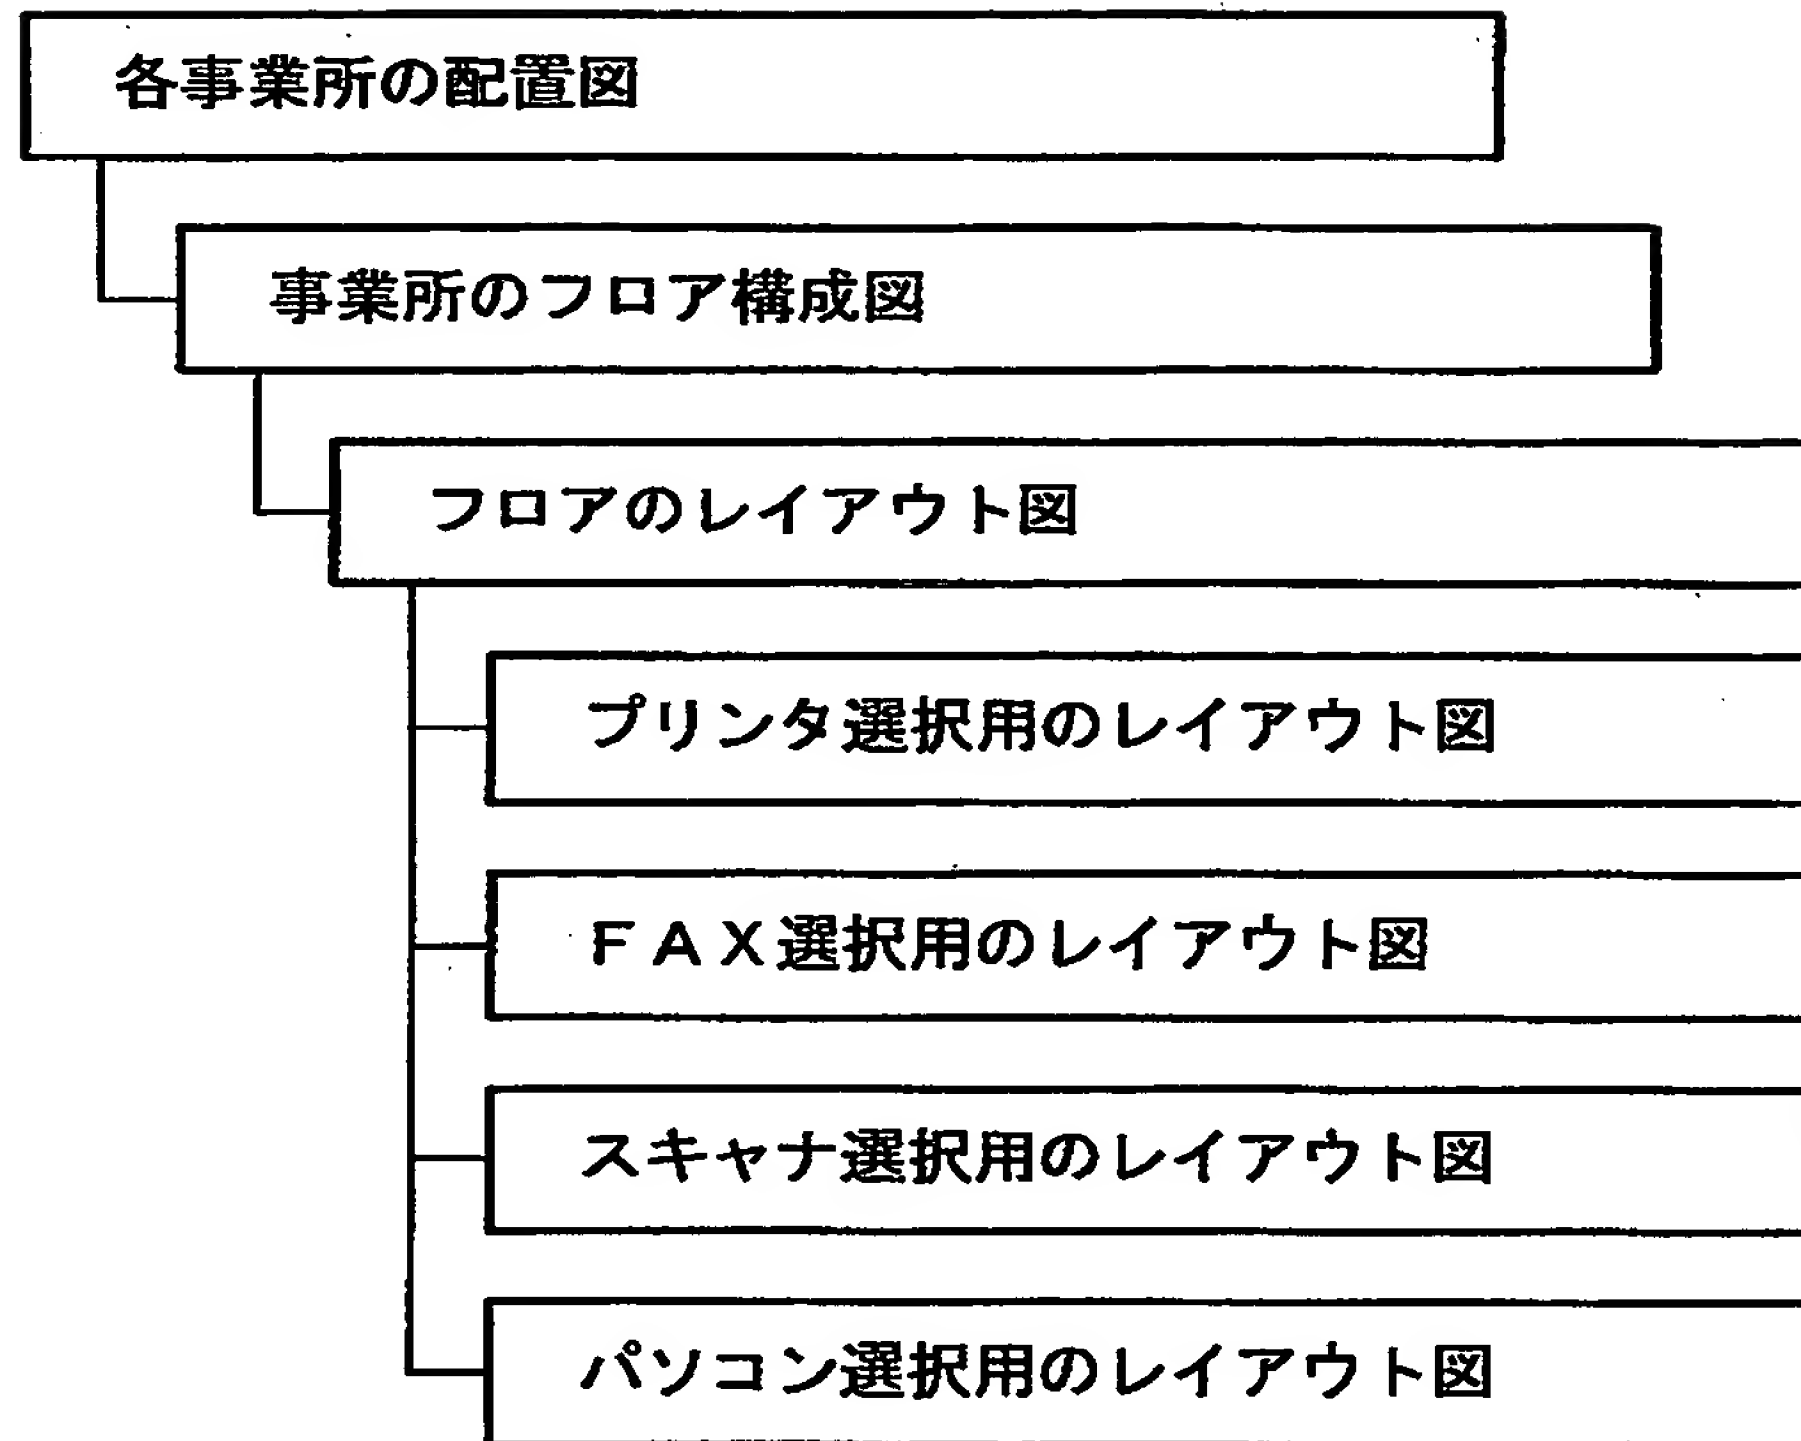 各事業所の配置図
事業所のフロア構成図
フロアのレイアウト図
プリンタ選択用のレイアウト図
ＦＡＸ選択用のレイアウト図
スキャナ選択用のレイアウト図
パソコン選択用のレイアウト図